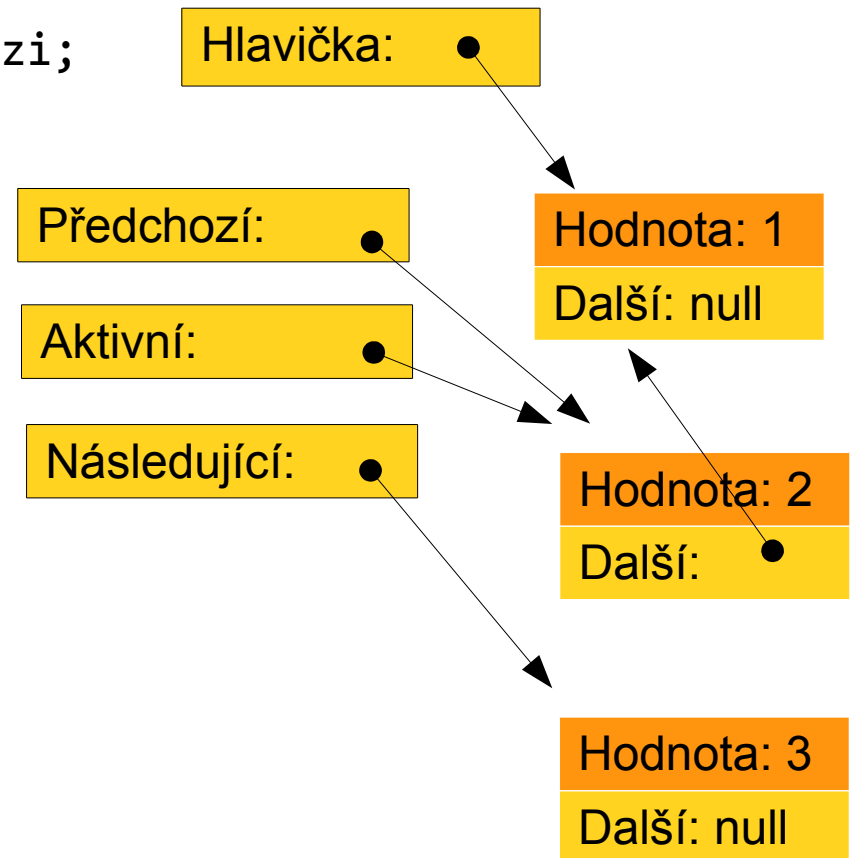 zi;
Hlavička:
Předchozí:
Aktivní:
Následující:
Hodnota: 1
Další: null
Hodnota: 2
Další:
Hodnota: 3
Další: null